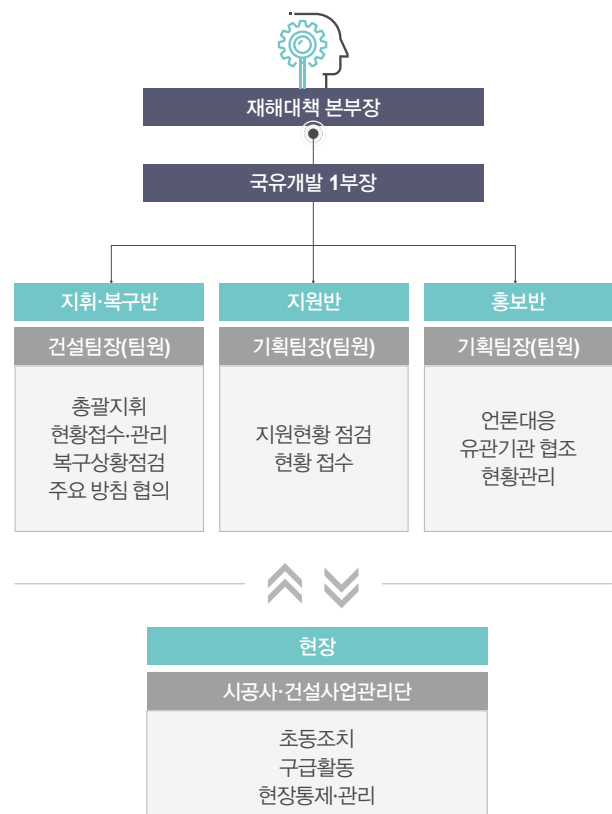 재해대책 본부장
국유개발 1부장
지휘·복구반
건설팀장(팀원)
총괄지휘
현황접수·관리
복구상황점검
주요 방침 협의
지원반
기획팀장(팀원)
지원현황 점검
현황 접수
홍보반
기획팀장(팀원)
언론대응
유관기관 협조
현황관리
현장
시공사·건설사업관리단
초동조치
구급활동
현장통제·관리